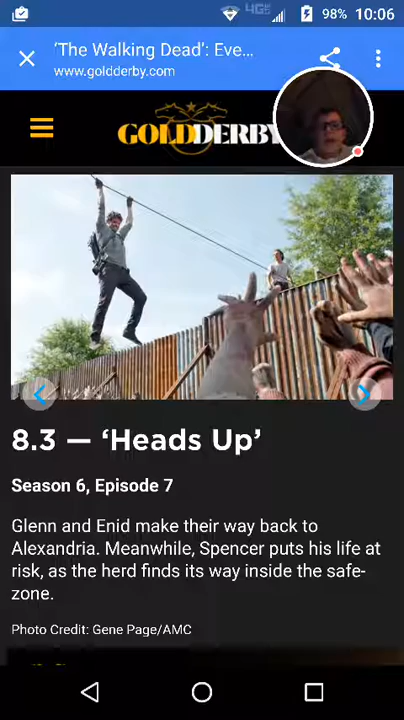 4G 98% 10:06
‘The Walking Dead’: Eve...
www.goldderby.com
GOLDDERBY
8.3 — ‘Heads Up’
Season 6, Episode 7
Glenn and Enid make their way back to
Alexandria. Meanwhile, Spencer puts his life at
risk, as the herd finds its way inside the safe-
zone.
Photo Credit: Gene Page/AMC